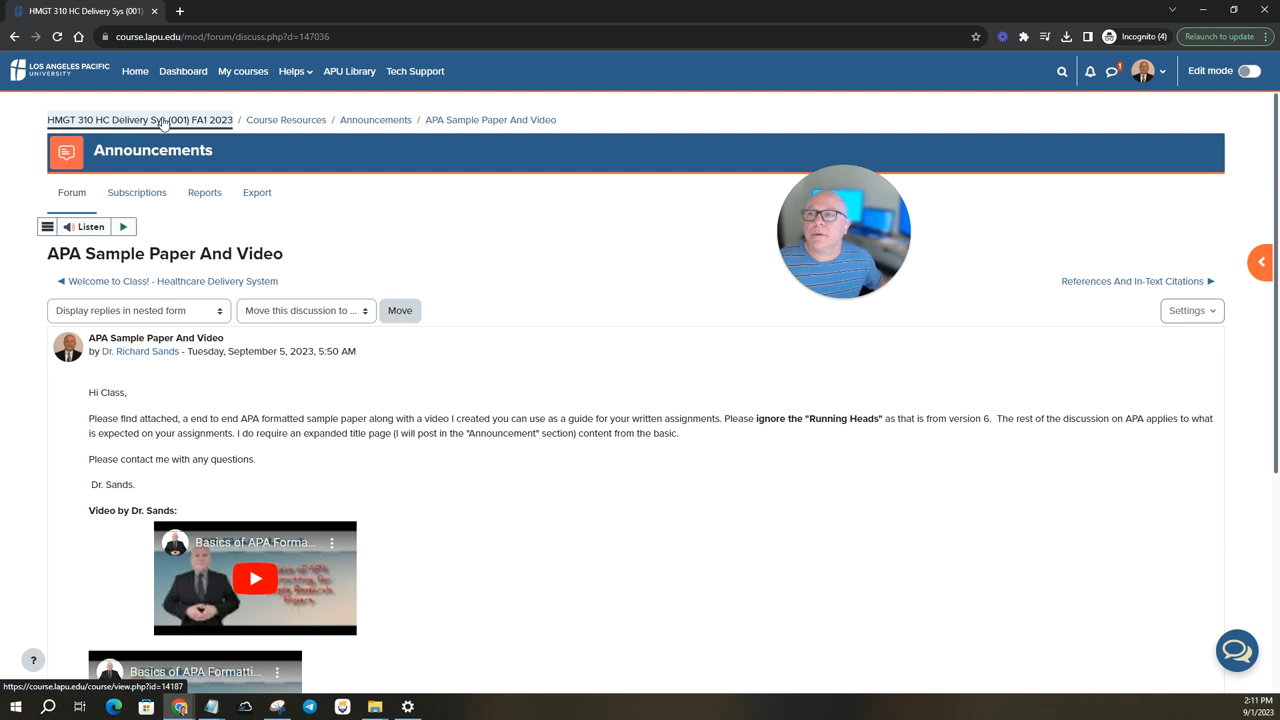 HMGT 310 HC Delivery Sys (001)
course.lapu.edu/mod/forum/discuss.php?d=147036
Incognito (4)
Relaunch to update
LOS ANGELES PACIFIC
UNIVERSITY
Home Dashboard My courses Helps APU Library Tech Support
1
Edit mode
HMGT 310 HC Delivery Sys (001) FA1 2023 / Course Resources / Announcements / APA Sample Paper And Video
Announcements
Forum Subscriptions Reports Export
Listen
APA Sample Paper And Video
◄ Welcome to Class! - Healthcare Delivery System
References And In-Text Citations ►
Display replies in nested form
Move this discussion to ...
Move
Settings
APA Sample Paper And Video
by Dr. Richard Sands - Tuesday, September 5, 2023, 5:50 AM
Hi Class,
Please find attached, a end to end APA formatted sample paper along with a video I created you can use as a guide for your written assignments. Please ignore the "Running Heads" as that is from version 6. The rest of the discussion on APA applies to what
is expected on your assignments. I do require an expanded title page (I will post in the "Announcement" section) content from the basic.
Please contact me with any questions.
Dr. Sands.
Video by Dr. Sands:
Basics of APA Forma...
Basics of APA Formatti...
?
https://course.lapu.edu/course/view.php?id=14187
2:11 PM
9/1/2023